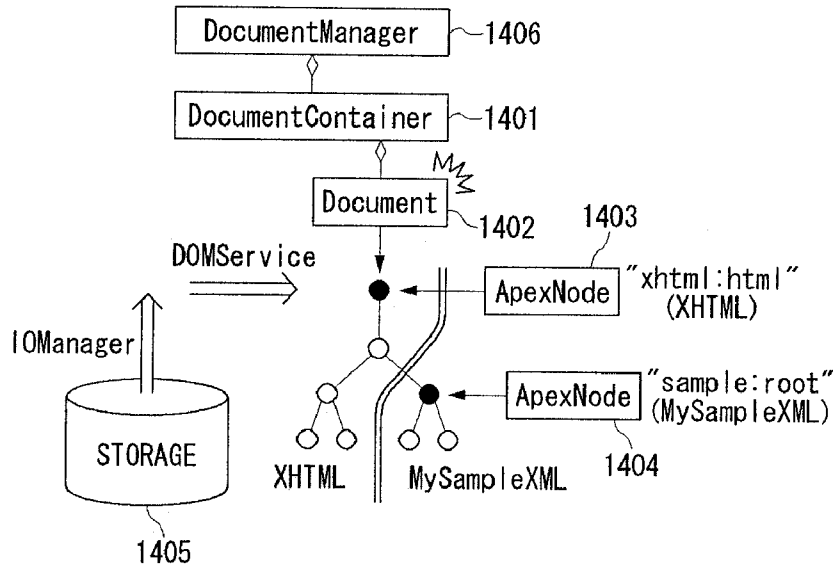 DocumentManager
1406
DocumentContainer
1401
Document
1402
1403
DOMService
ApexNode
"xhtml:html"
(XHTML)
IOManager
ApexNode
"sample:root"
(MySampleXML)
STORAGE
XHTML
MySampleXML
1404
1405